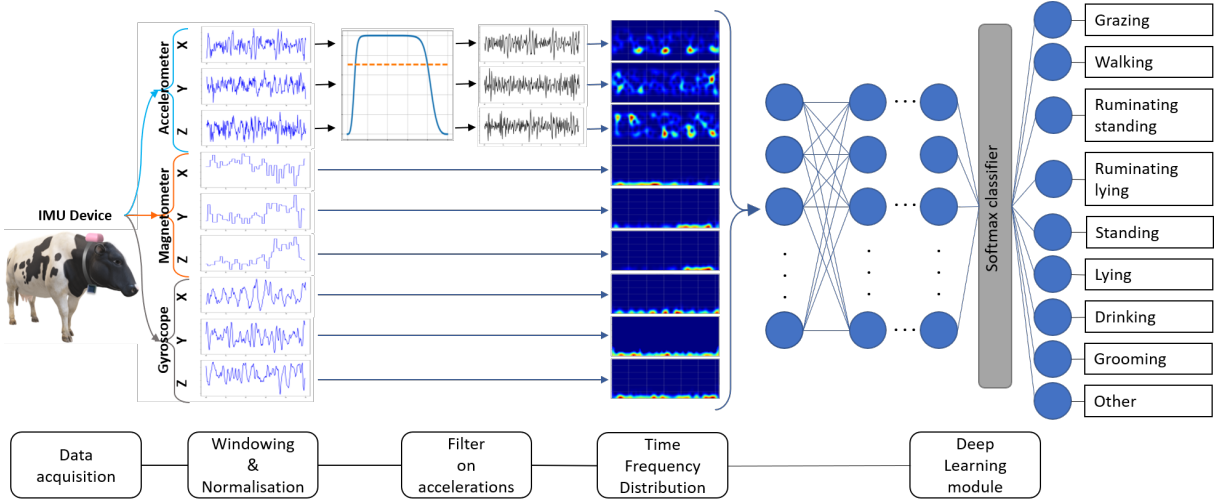 IMU Device
Accelerometer
X
Y
Z
Magnetometer
X
Y
Z
Gyroscope
X
Y
Z
Softmax classifier
Grazing
Walking
Ruminating
standing
Ruminating
lying
Standing
Lying
Drinking
Grooming
Other
Data
acquisition
Windowing
&
Normalisation
Filter
on
accelerations
Time
Frequency
Distribution
Deep
Learning
module